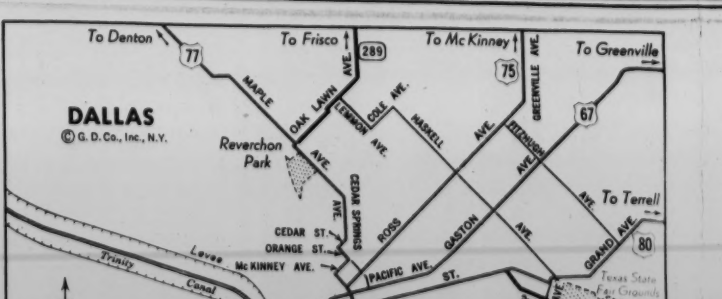 To Denton
To Frisco
To McKinney
To Greenville
77
289
75
67
80
DALLAS
© G. D. Co., Inc., N.Y.
MAPLE
AVE.
OAK LAWN
AVE.
LEMMON
AVE.
COLE AVE.
HASKELL
AVE.
GREENVILLE AVE.
FITZHUGH
AVE.
Reverchon
Park
CEDAR SPRINGS
AVE.
ROSS
AVE.
GASTON
AVE.
To Terrell
GRAND AVE.
CEDAR ST.
ORANGE ST.
McKINNEY AVE.
PACIFIC AVE.
ST.
AVE
Levee
Trinity
Canal
Texas State
Fair Grounds